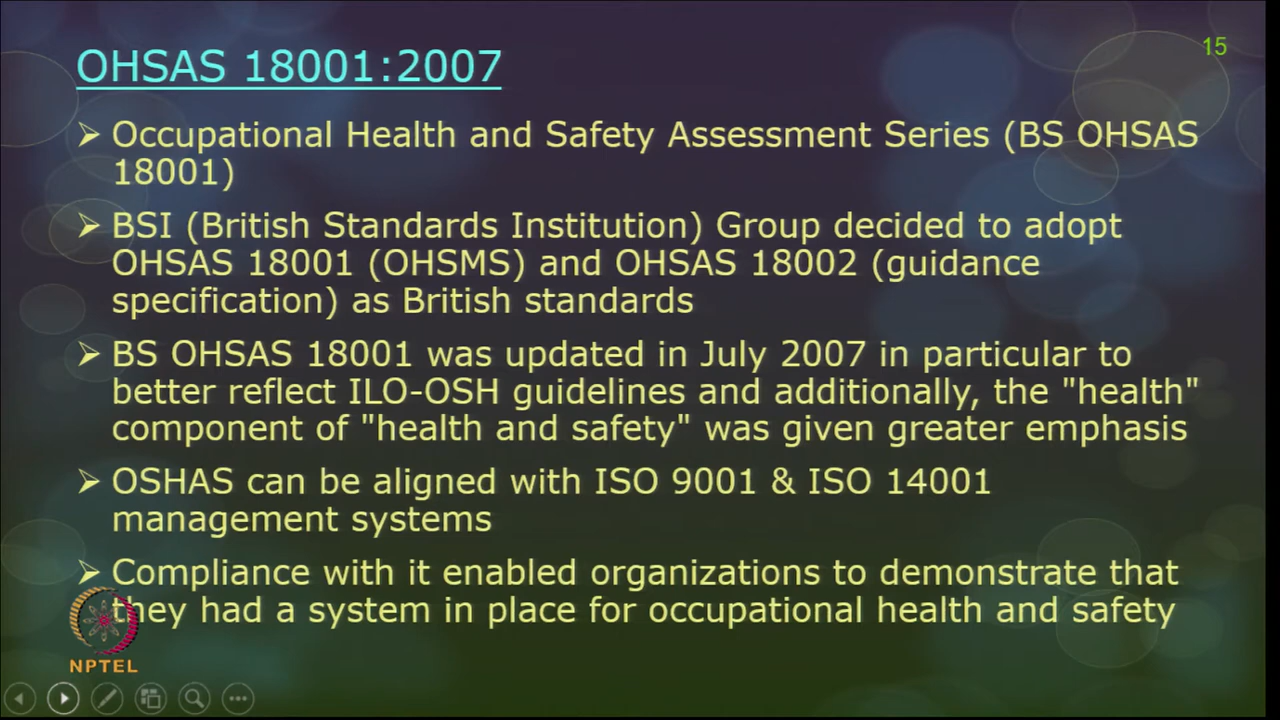 15
OHSAS 18001:2007
➢ Occupational Health and Safety Assessment Series (BS OHSAS
18001)
➢ BSI (British Standards Institution) Group decided to adopt
OHSAS 18001 (OHSMS) and OHSAS 18002 (guidance
specification) as British standards
➢ BS OHSAS 18001 was updated in July 2007 in particular to
better reflect ILO-OSH guidelines and additionally, the "health"
component of "health and safety" was given greater emphasis
➢ OSHAS can be aligned with ISO 9001 & ISO 14001
management systems
➢ Compliance with it enabled organizations to demonstrate that
they had a system in place for occupational health and safety
NPTEL